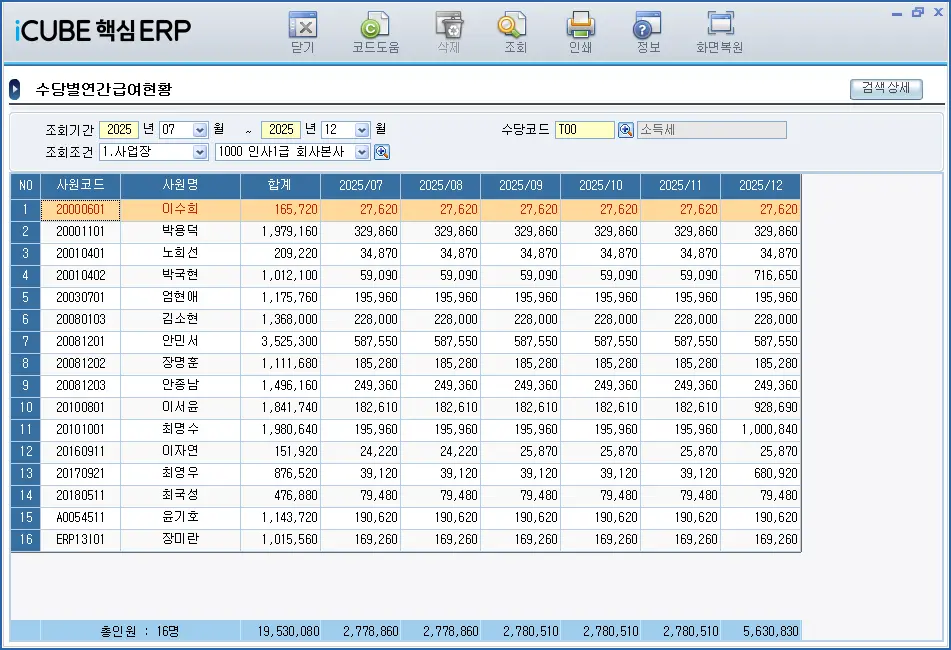 iCUBE 핵심 ERP
닫기 코드도움 삭제 조회 인쇄 정보 화면복원
수당별연간급여현황 검색상세
조회기간 2025 년 07 월 ~ 2025 년 12 월 수당코드 T00 소득세
조회조건 1.사업장 1000 인사1급 회사본사
NO 사원코드 사원명 합계 2025/07 2025/08 2025/09 2025/10 2025/11 2025/12
1 20000601 이수희 165,720 27,620 27,620 27,620 27,620 27,620 27,620
2 20001101 박용덕 1,979,160 329,860 329,860 329,860 329,860 329,860 329,860
3 20010401 노희선 209,220 34,870 34,870 34,870 34,870 34,870 34,870
4 20010402 박국현 1,012,100 59,090 59,090 59,090 59,090 59,090 716,650
5 20030701 엄현애 1,175,760 195,960 195,960 195,960 195,960 195,960 195,960
6 20080103 김소현 1,368,000 228,000 228,000 228,000 228,000 228,000 228,000
7 20081201 안민서 3,525,300 587,550 587,550 587,550 587,550 587,550 587,550
8 20081202 장명훈 1,111,680 185,280 185,280 185,280 185,280 185,280 185,280
9 20081203 안종남 1,496,160 249,360 249,360 249,360 249,360 249,360 249,360
10 20100801 이서윤 1,841,740 182,610 182,610 182,610 182,610 182,610 928,690
11 20101001 최명수 1,980,640 195,960 195,960 195,960 195,960 195,960 1,000,840
12 20160911 이자연 151,920 24,220 24,220 25,870 25,870 25,870 25,870
13 20170921 최영우 876,520 39,120 39,120 39,120 39,120 39,120 680,920
14 20180511 최국성 476,880 79,480 79,480 79,480 79,480 79,480 79,480
15 A0054511 윤기호 1,143,720 190,620 190,620 190,620 190,620 190,620 190,620
16 ERP13101 장미란 1,015,560 169,260 169,260 169,260 169,260 169,260 169,260
총인원 : 16명 19,530,080 2,778,860 2,778,860 2,780,510 2,780,510 2,780,510 5,630,830